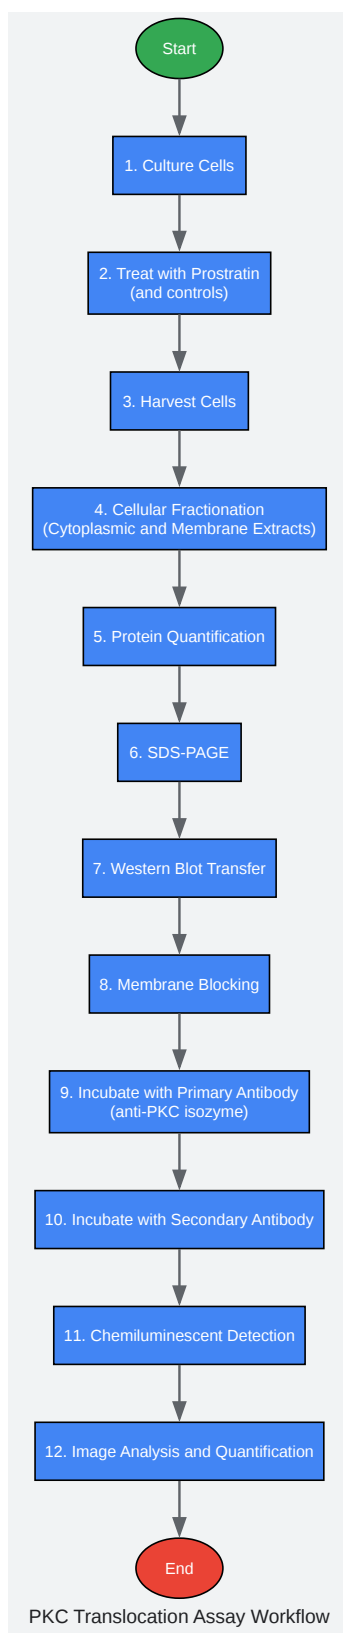 Start
1. Culture Cells
2. Treat with Prostratin
(and controls)
3. Harvest Cells
4. Cellular Fractionation
(Cytoplasmic and Membrane Extracts)
5. Protein Quantification
6. SDS-PAGE
7. Western Blot Transfer
8. Membrane Blocking
9. Incubate with Primary Antibody
(anti-PKC isozyme)
10. Incubate with Secondary Antibody
11. Chemiluminescent Detection
12. Image Analysis and Quantification
End
PKC Translocation Assay Workflow